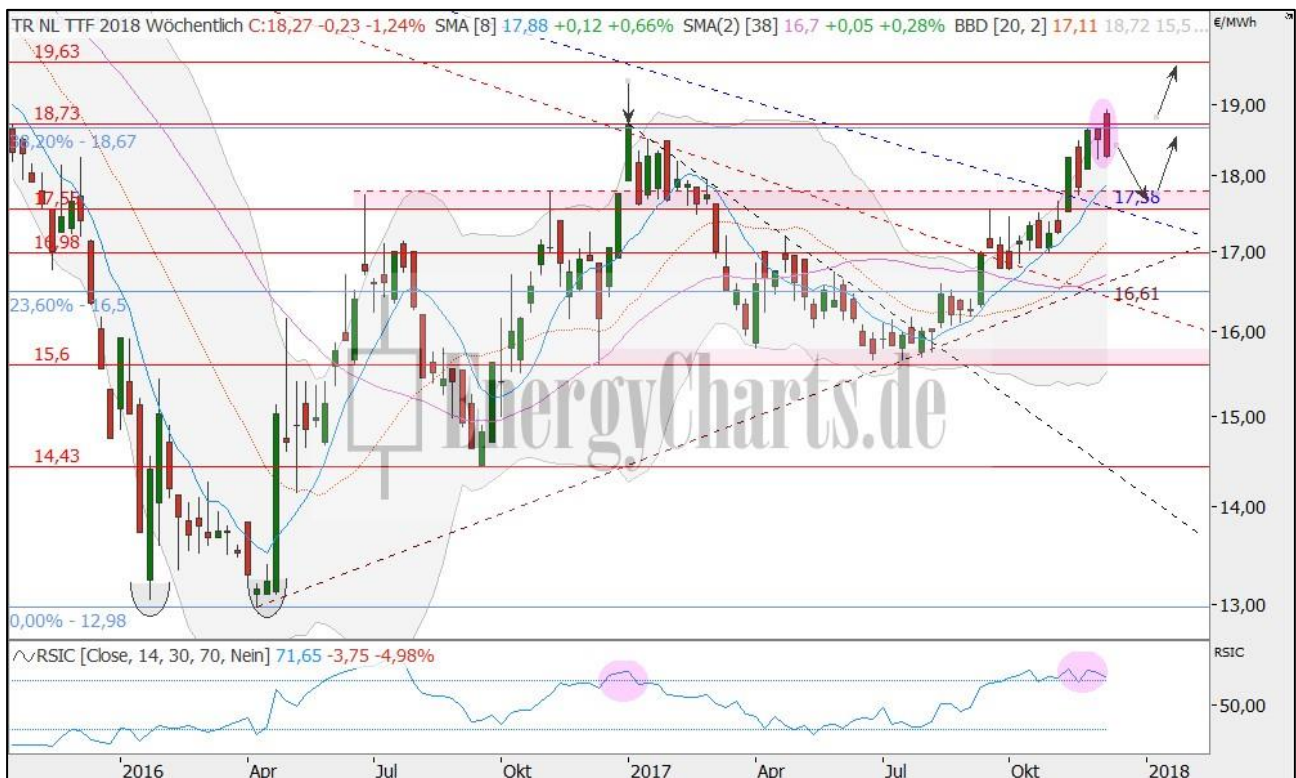 TR NL TTF 2018 Wöchentlich C:18,27 -0,23 -1,24% SMA [8] 17,88 +0,12 +0,66% SMA(2) [38] 16,7 +0,05 +0,28% BBD [20, 2] 17,11 18,72 15,5...
€/MWh
19,63
19,00
18,73
38,20% - 18,67
18,00
17,55
17,58
17,00
16,98
23,60% - 16,5
16,61
16,00
15,6
EnergyCharts.de
15,00
14,43
14,00
13,00
0,00% - 12,98
RSIC [Close, 14, 30, 70, Nein] 71,65 -3,75 -4,98%
RSIC
50,00
2016 Apr Jul Okt 2017 Apr Jul Okt 2018